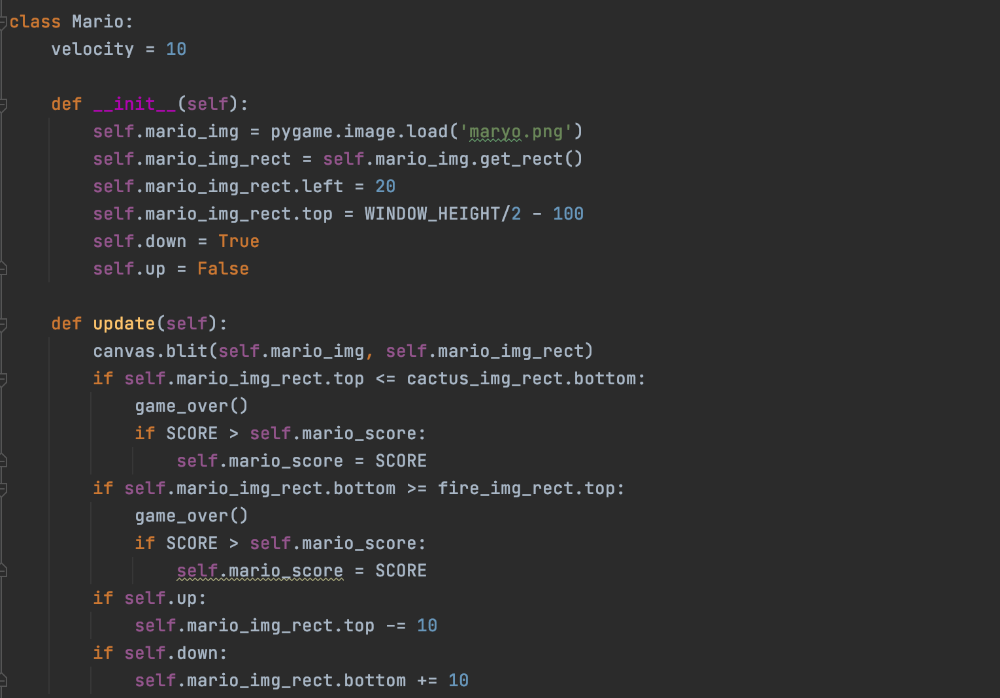 class Mario:
    velocity = 10

    def __init__(self):
        self.mario_img = pygame.image.load('maryo.png')
        self.mario_img_rect = self.mario_img.get_rect()
        self.mario_img_rect.left = 20
        self.mario_img_rect.top = WINDOW_HEIGHT/2 - 100
        self.down = True
        self.up = False

    def update(self):
        canvas.blit(self.mario_img, self.mario_img_rect)
        if self.mario_img_rect.top <= cactus_img_rect.bottom:
            game_over()
            if SCORE > self.mario_score:
                self.mario_score = SCORE
        if self.mario_img_rect.bottom >= fire_img_rect.top:
            game_over()
            if SCORE > self.mario_score:
                self.mario_score = SCORE
        if self.up:
            self.mario_img_rect.top -= 10
        if self.down:
            self.mario_img_rect.bottom += 10